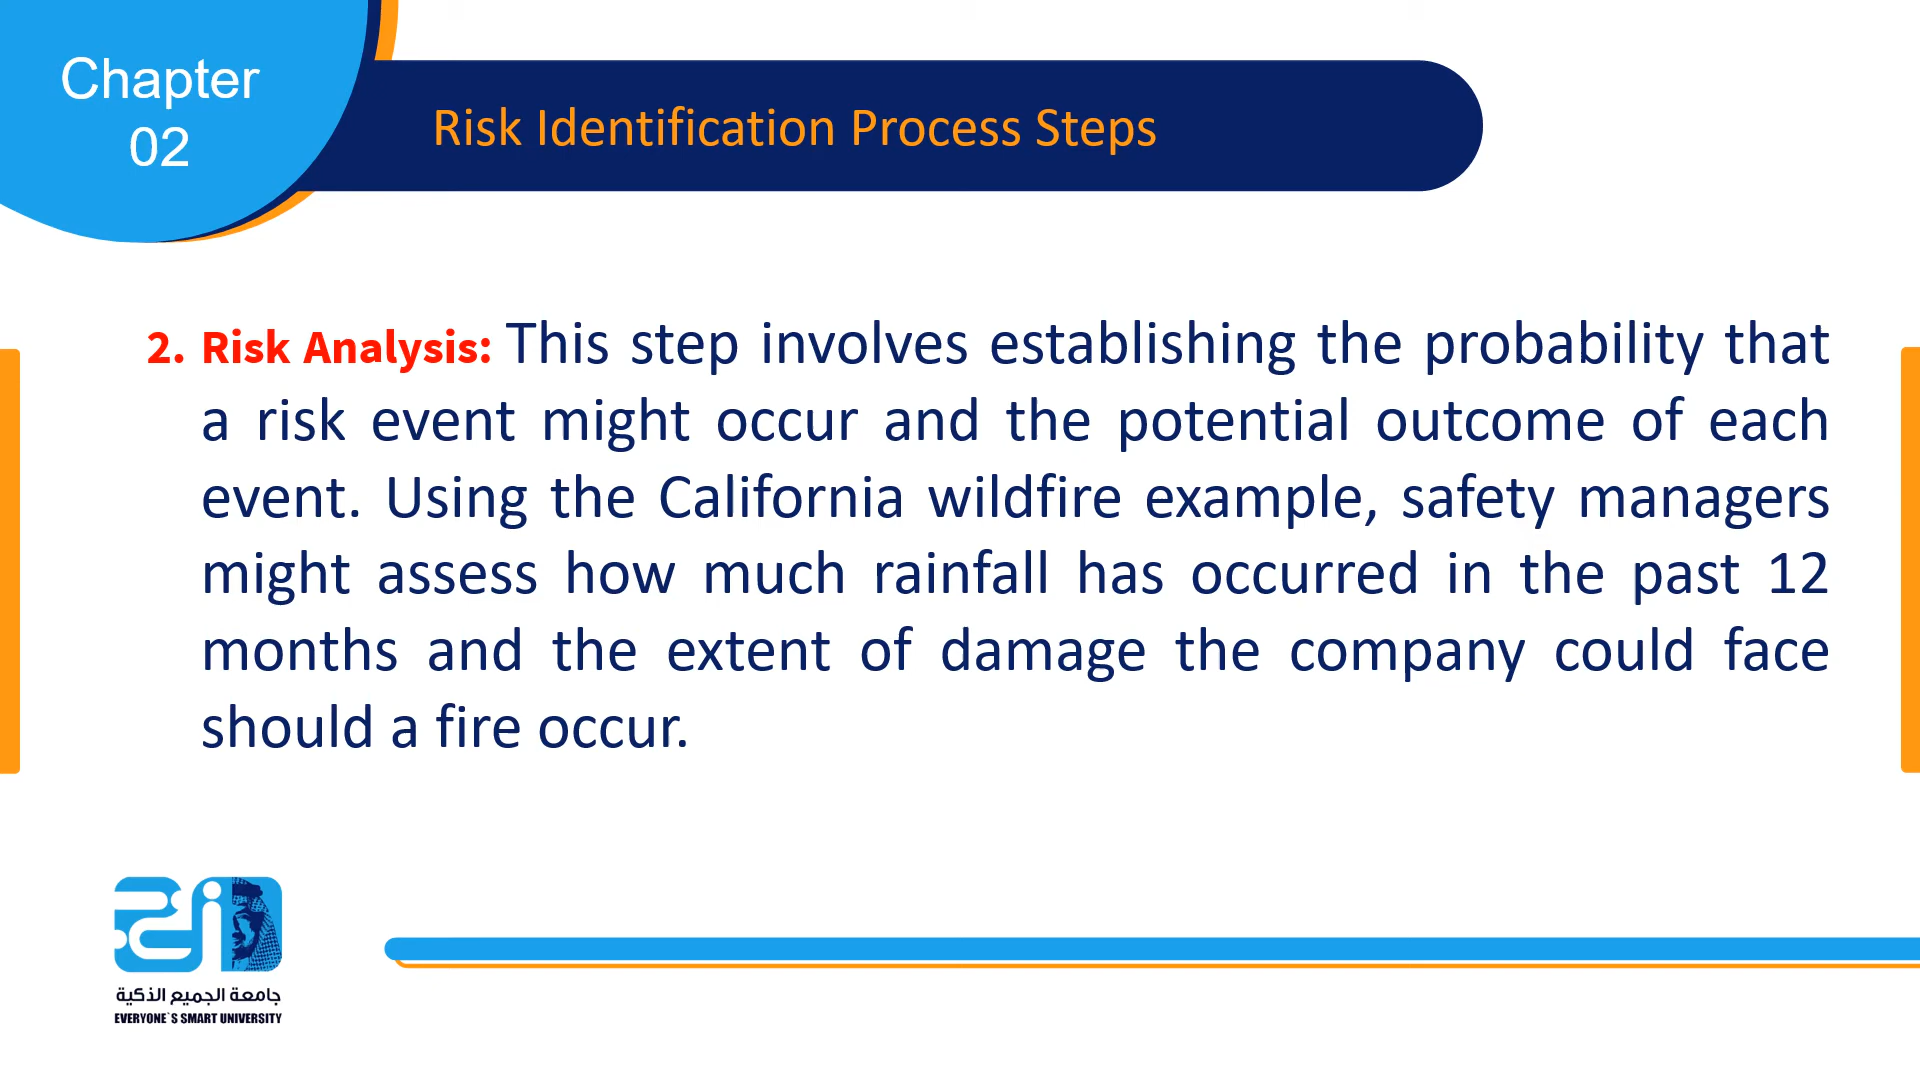 Chapter
02
Risk Identification Process Steps
2. Risk Analysis: This step involves establishing the probability that
a risk event might occur and the potential outcome of each
event. Using the California wildfire example, safety managers
might assess how much rainfall has occurred in the past 12
months and the extent of damage the company could face
should a fire occur.
جامعة الجميع الذكية
EVERYONE`S SMART UNIVERSITY